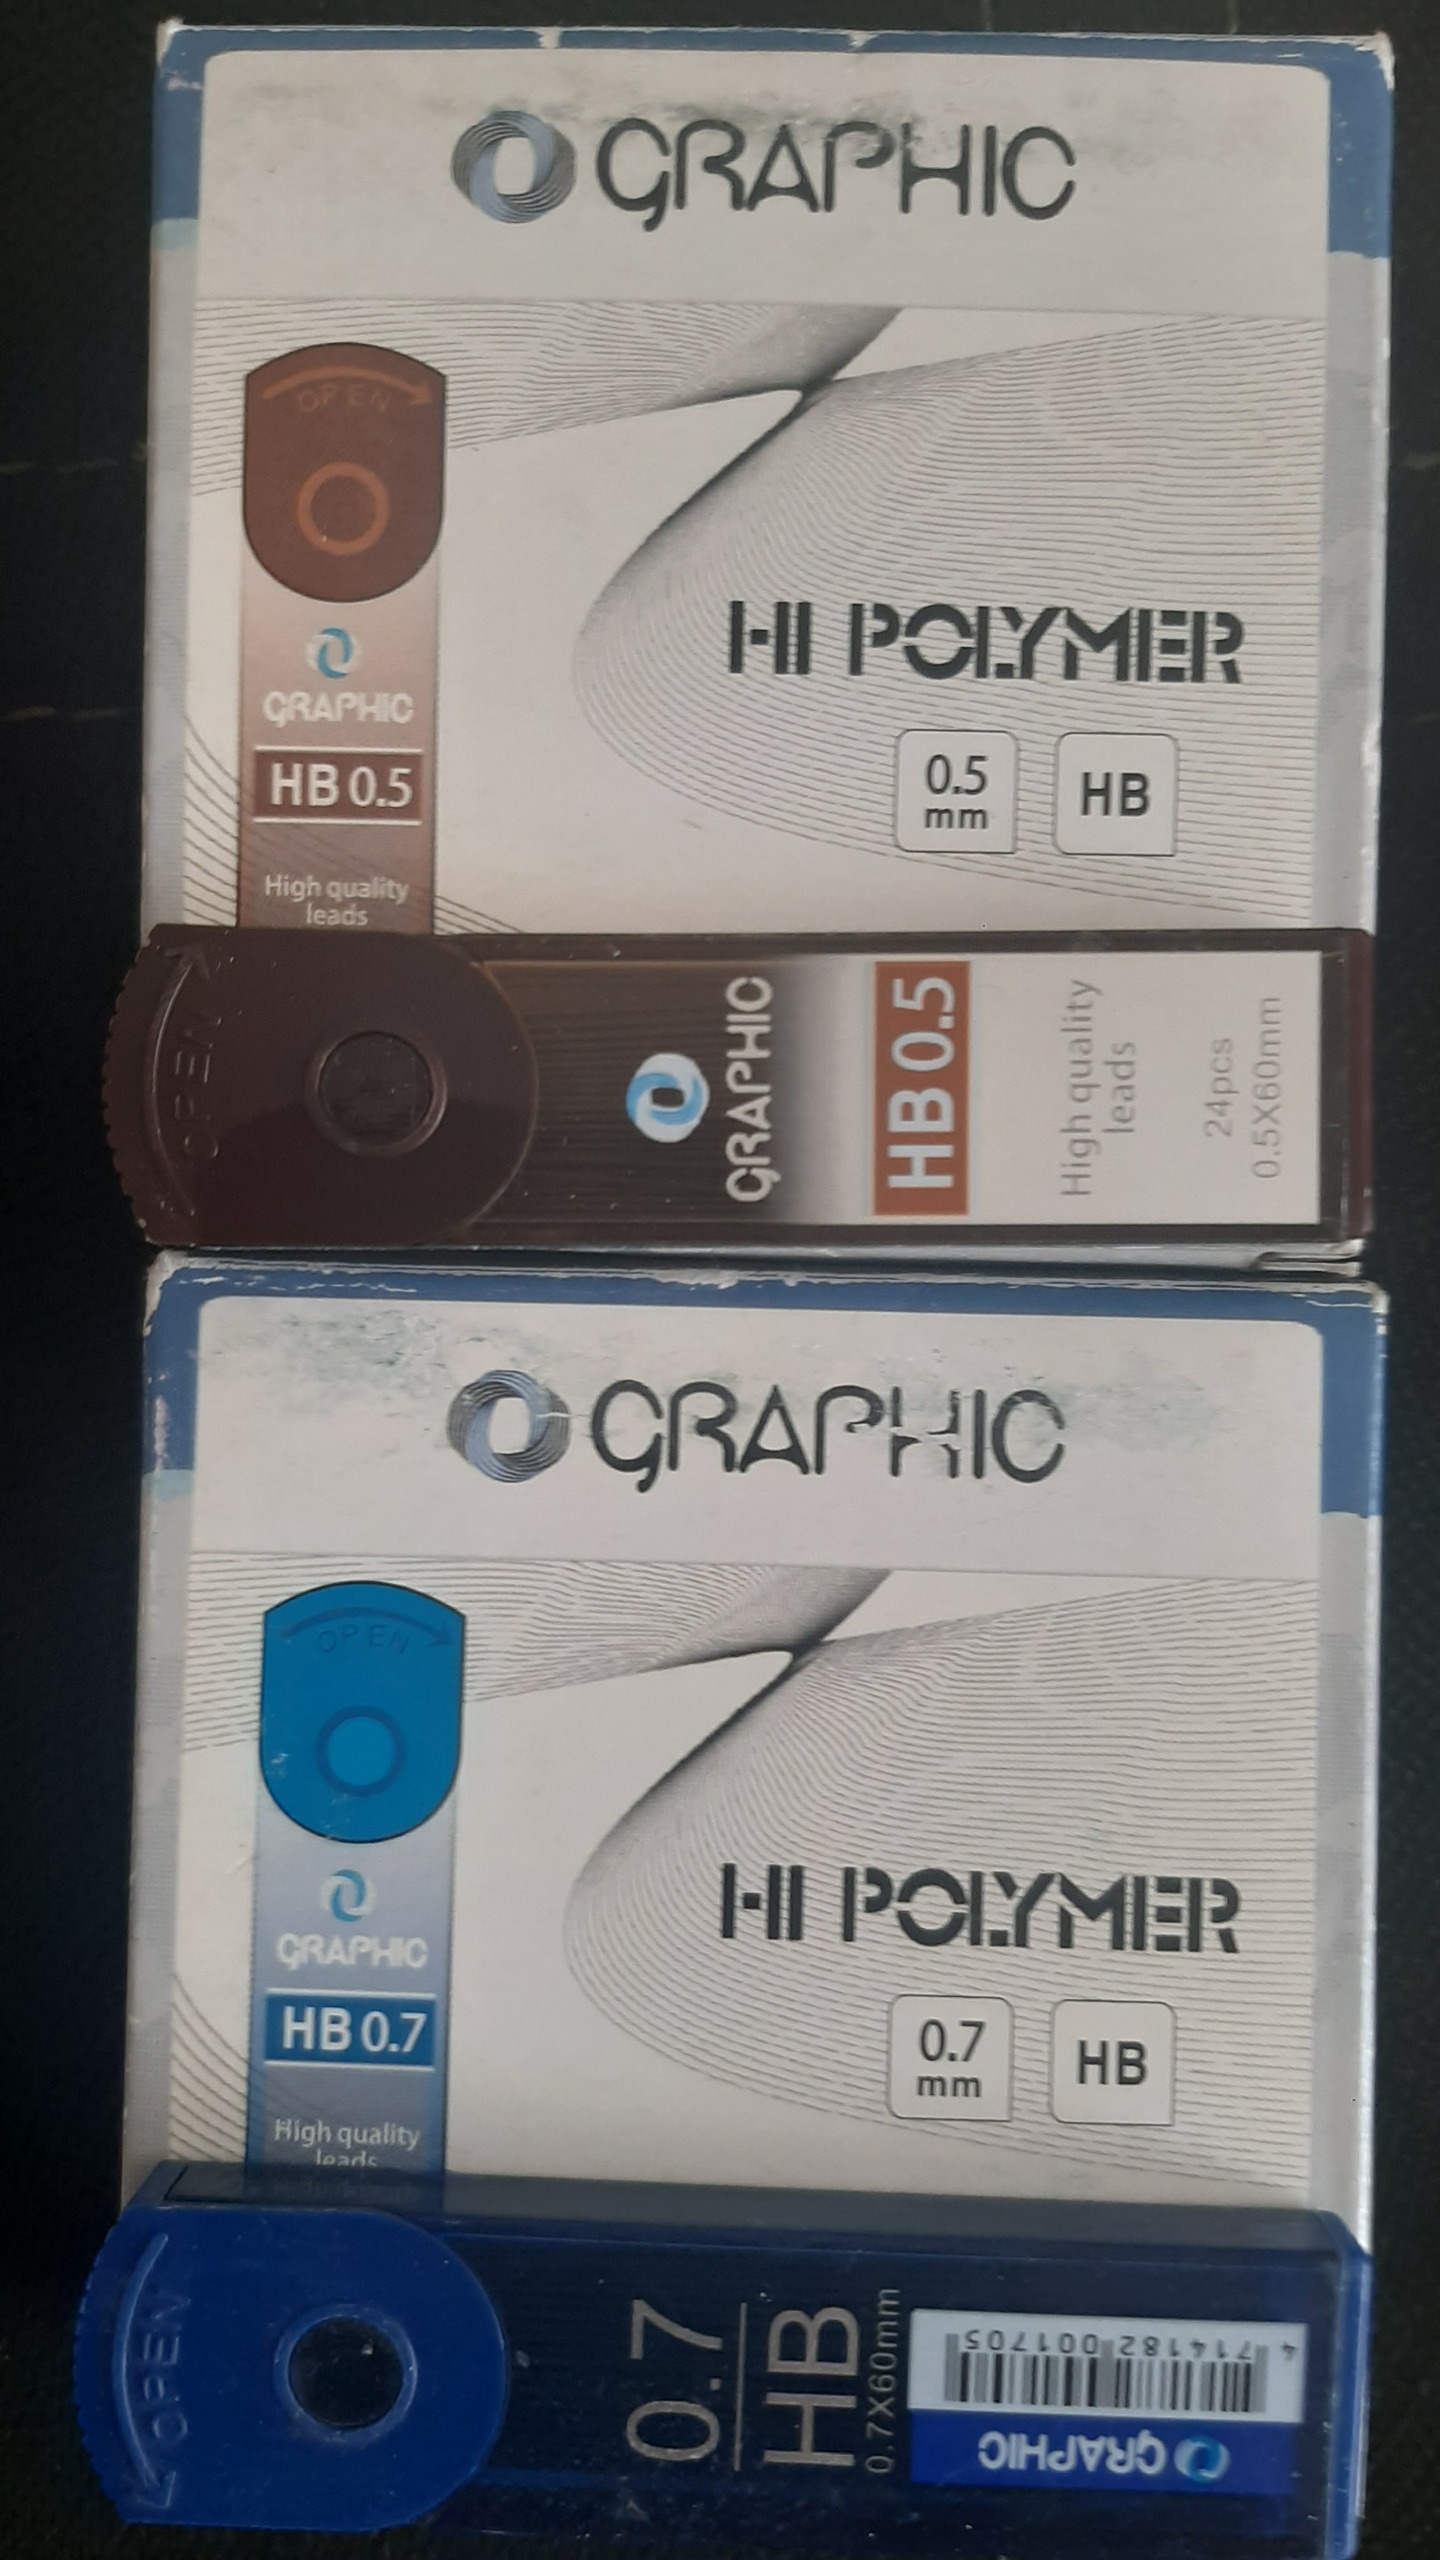 GRAPHIC
OPEN
GRAPHIC
HB 0.5
High quality
leads
HI POLYMER
0.5
mm
HB
OPEN
GRAPHIC
HB 0.5
High quality
leads
24pcs
0.5X60mm
GRAPHIC
OPEN
GRAPHIC
HB 0.7
High quality
leads
HI POLYMER
0.7
mm
HB
OPEN
0.7
HB
0.7X60mm
4 714182 001705
GRAPHIC